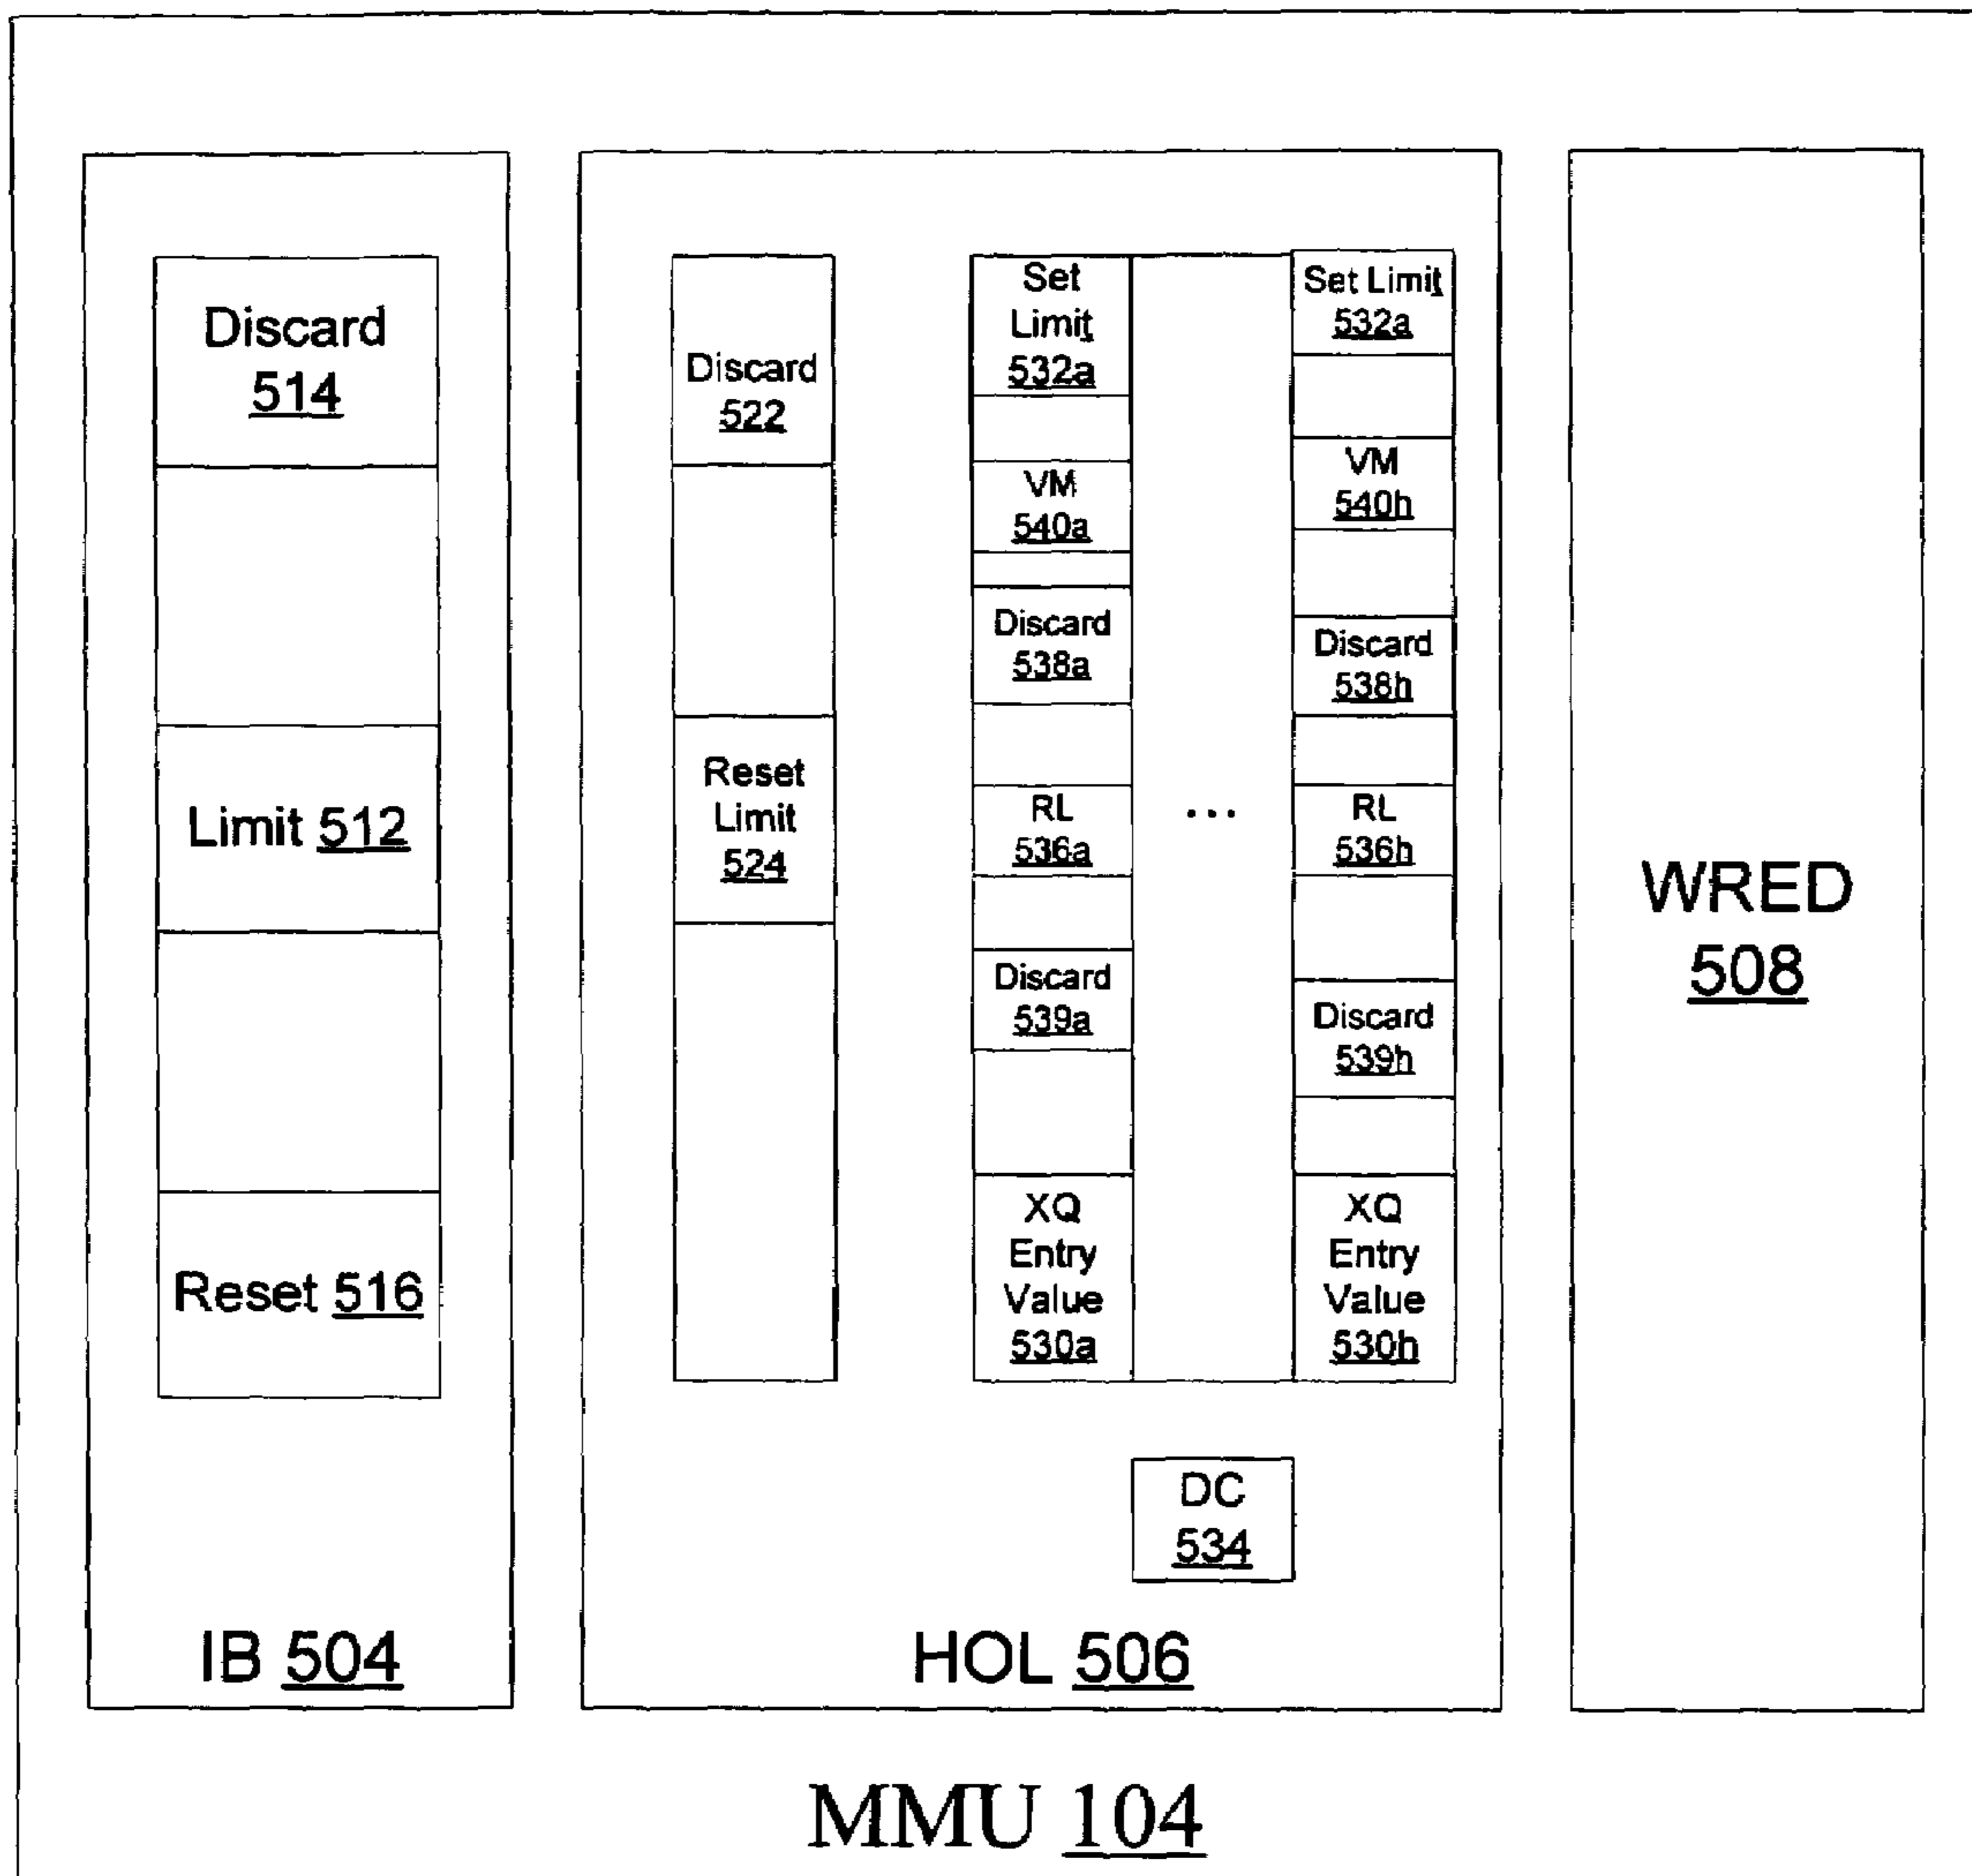 Discard
514
Limit 512
Reset 516
IB 504
Discard
522
Reset
Limit
524
Set
Limit
532a
VM
540a
Discard
538a
RL
536a
Discard
539a
XQ
Entry
Value
530a
...
Set Limit
532a
VM
540h
Discard
538h
RL
536h
Discard
539h
XQ
Entry
Value
530h
DC
534
HOL 506
WRED
508
MMU 104